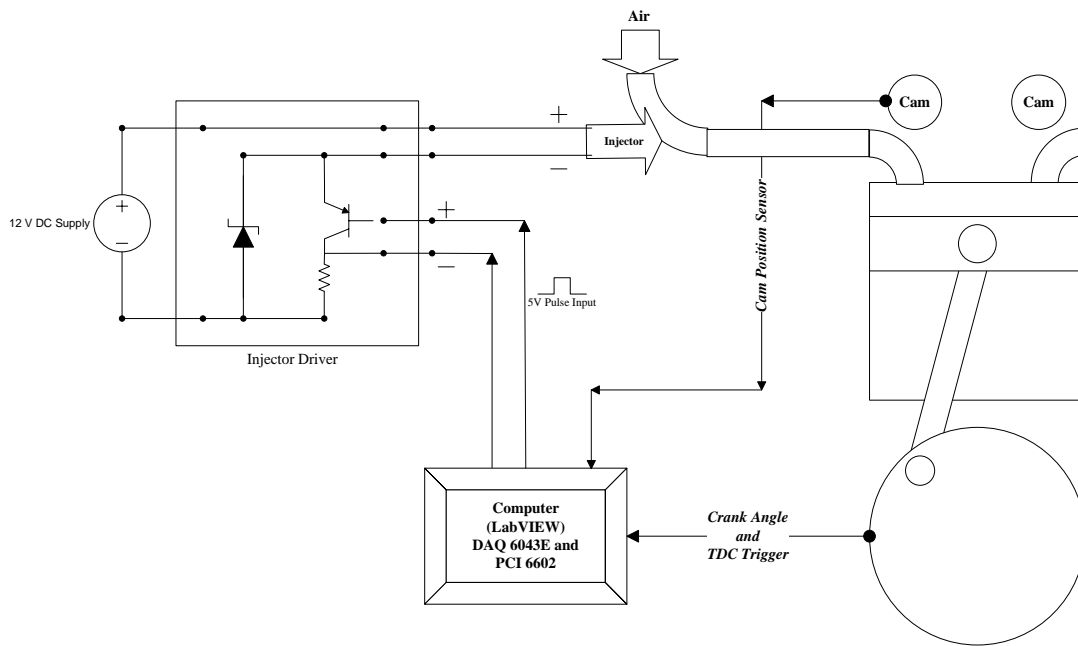 Air
Cam
Cam
+
Injector
−
12 V DC Supply
+
−
+
−
5V Pulse Input
Injector Driver
Cam Position Sensor
Computer
(LabVIEW)
DAQ 6043E and
PCI 6602
Crank Angle
and
TDC Trigger